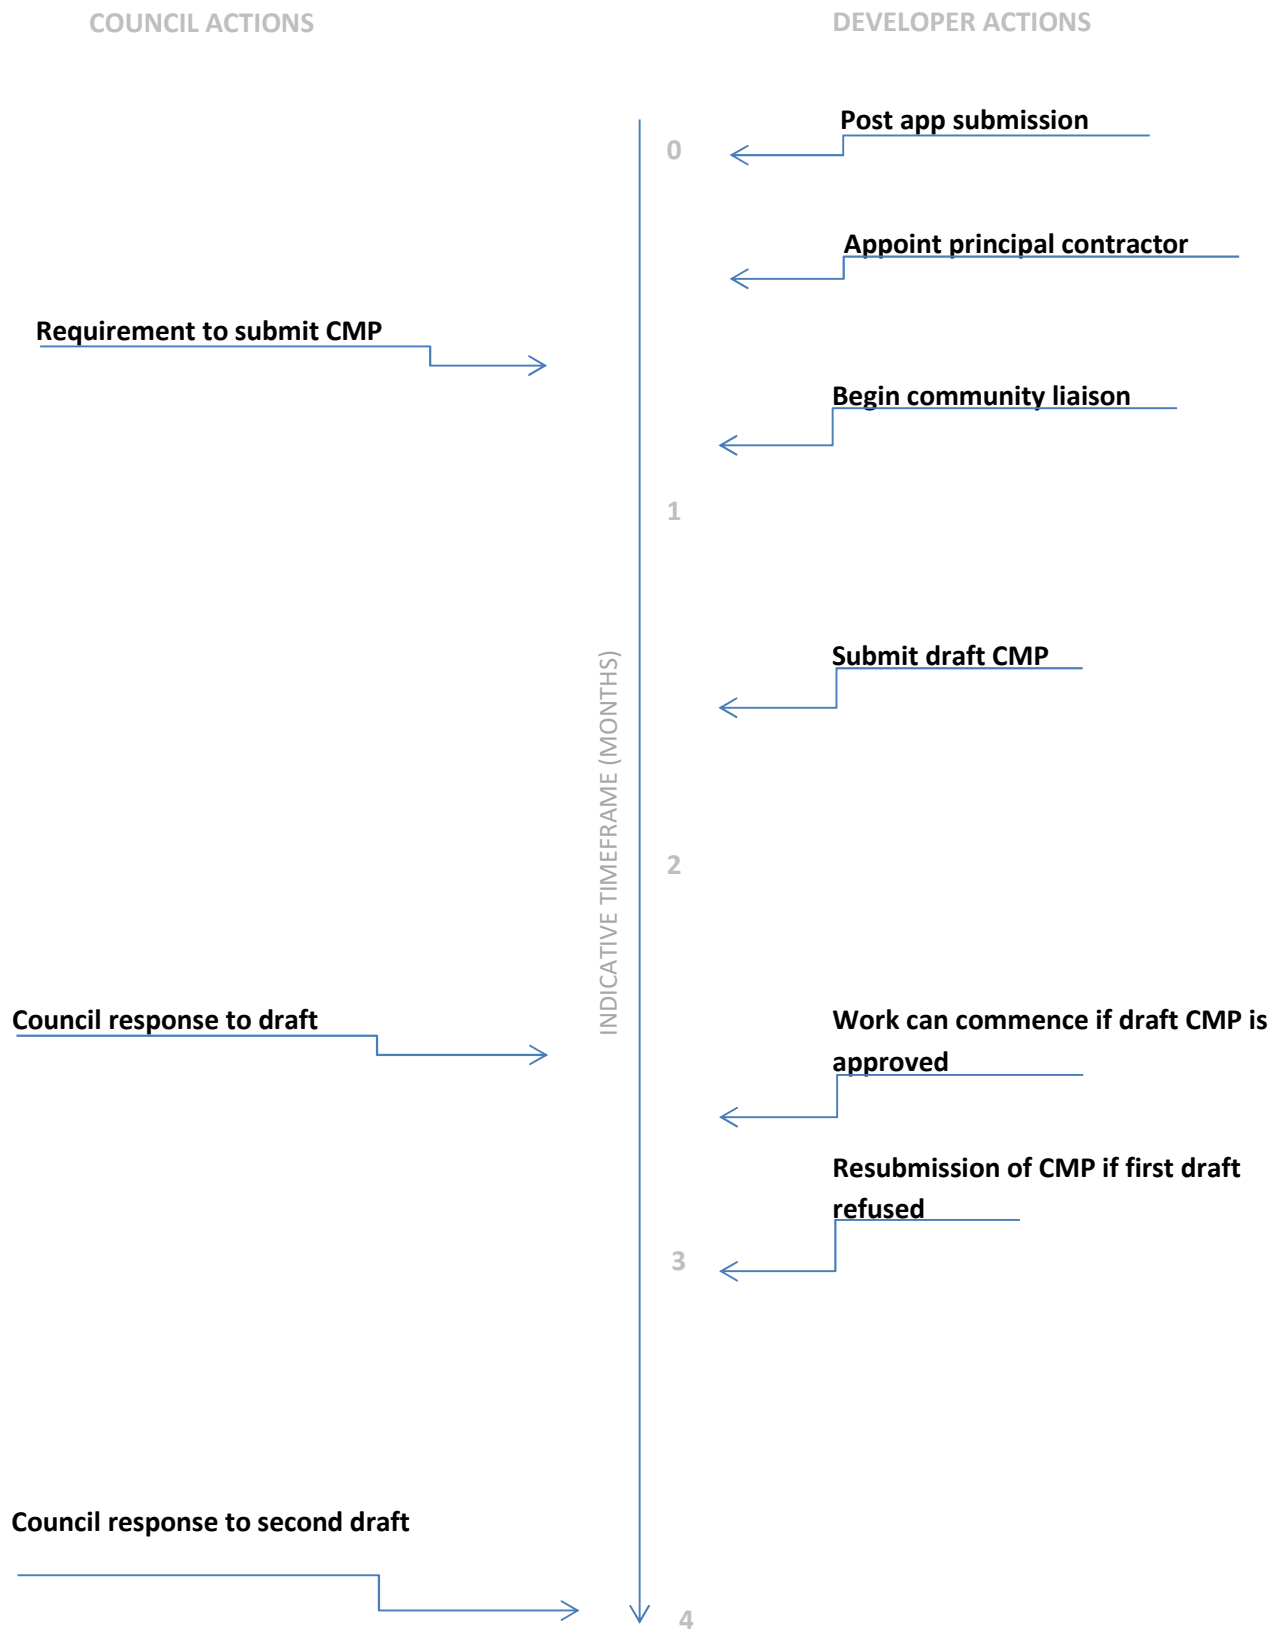 COUNCIL ACTIONS
DEVELOPER ACTIONS
Post app submission
0
Appoint principal contractor
Requirement to submit CMP
Begin community liaison
1
Submit draft CMP
INDICATIVE TIMEFRAME (MONTHS)
2
Council response to draft
Work can commence if draft CMP is
approved
Resubmission of CMP if first draft
refused
3
Council response to second draft
4